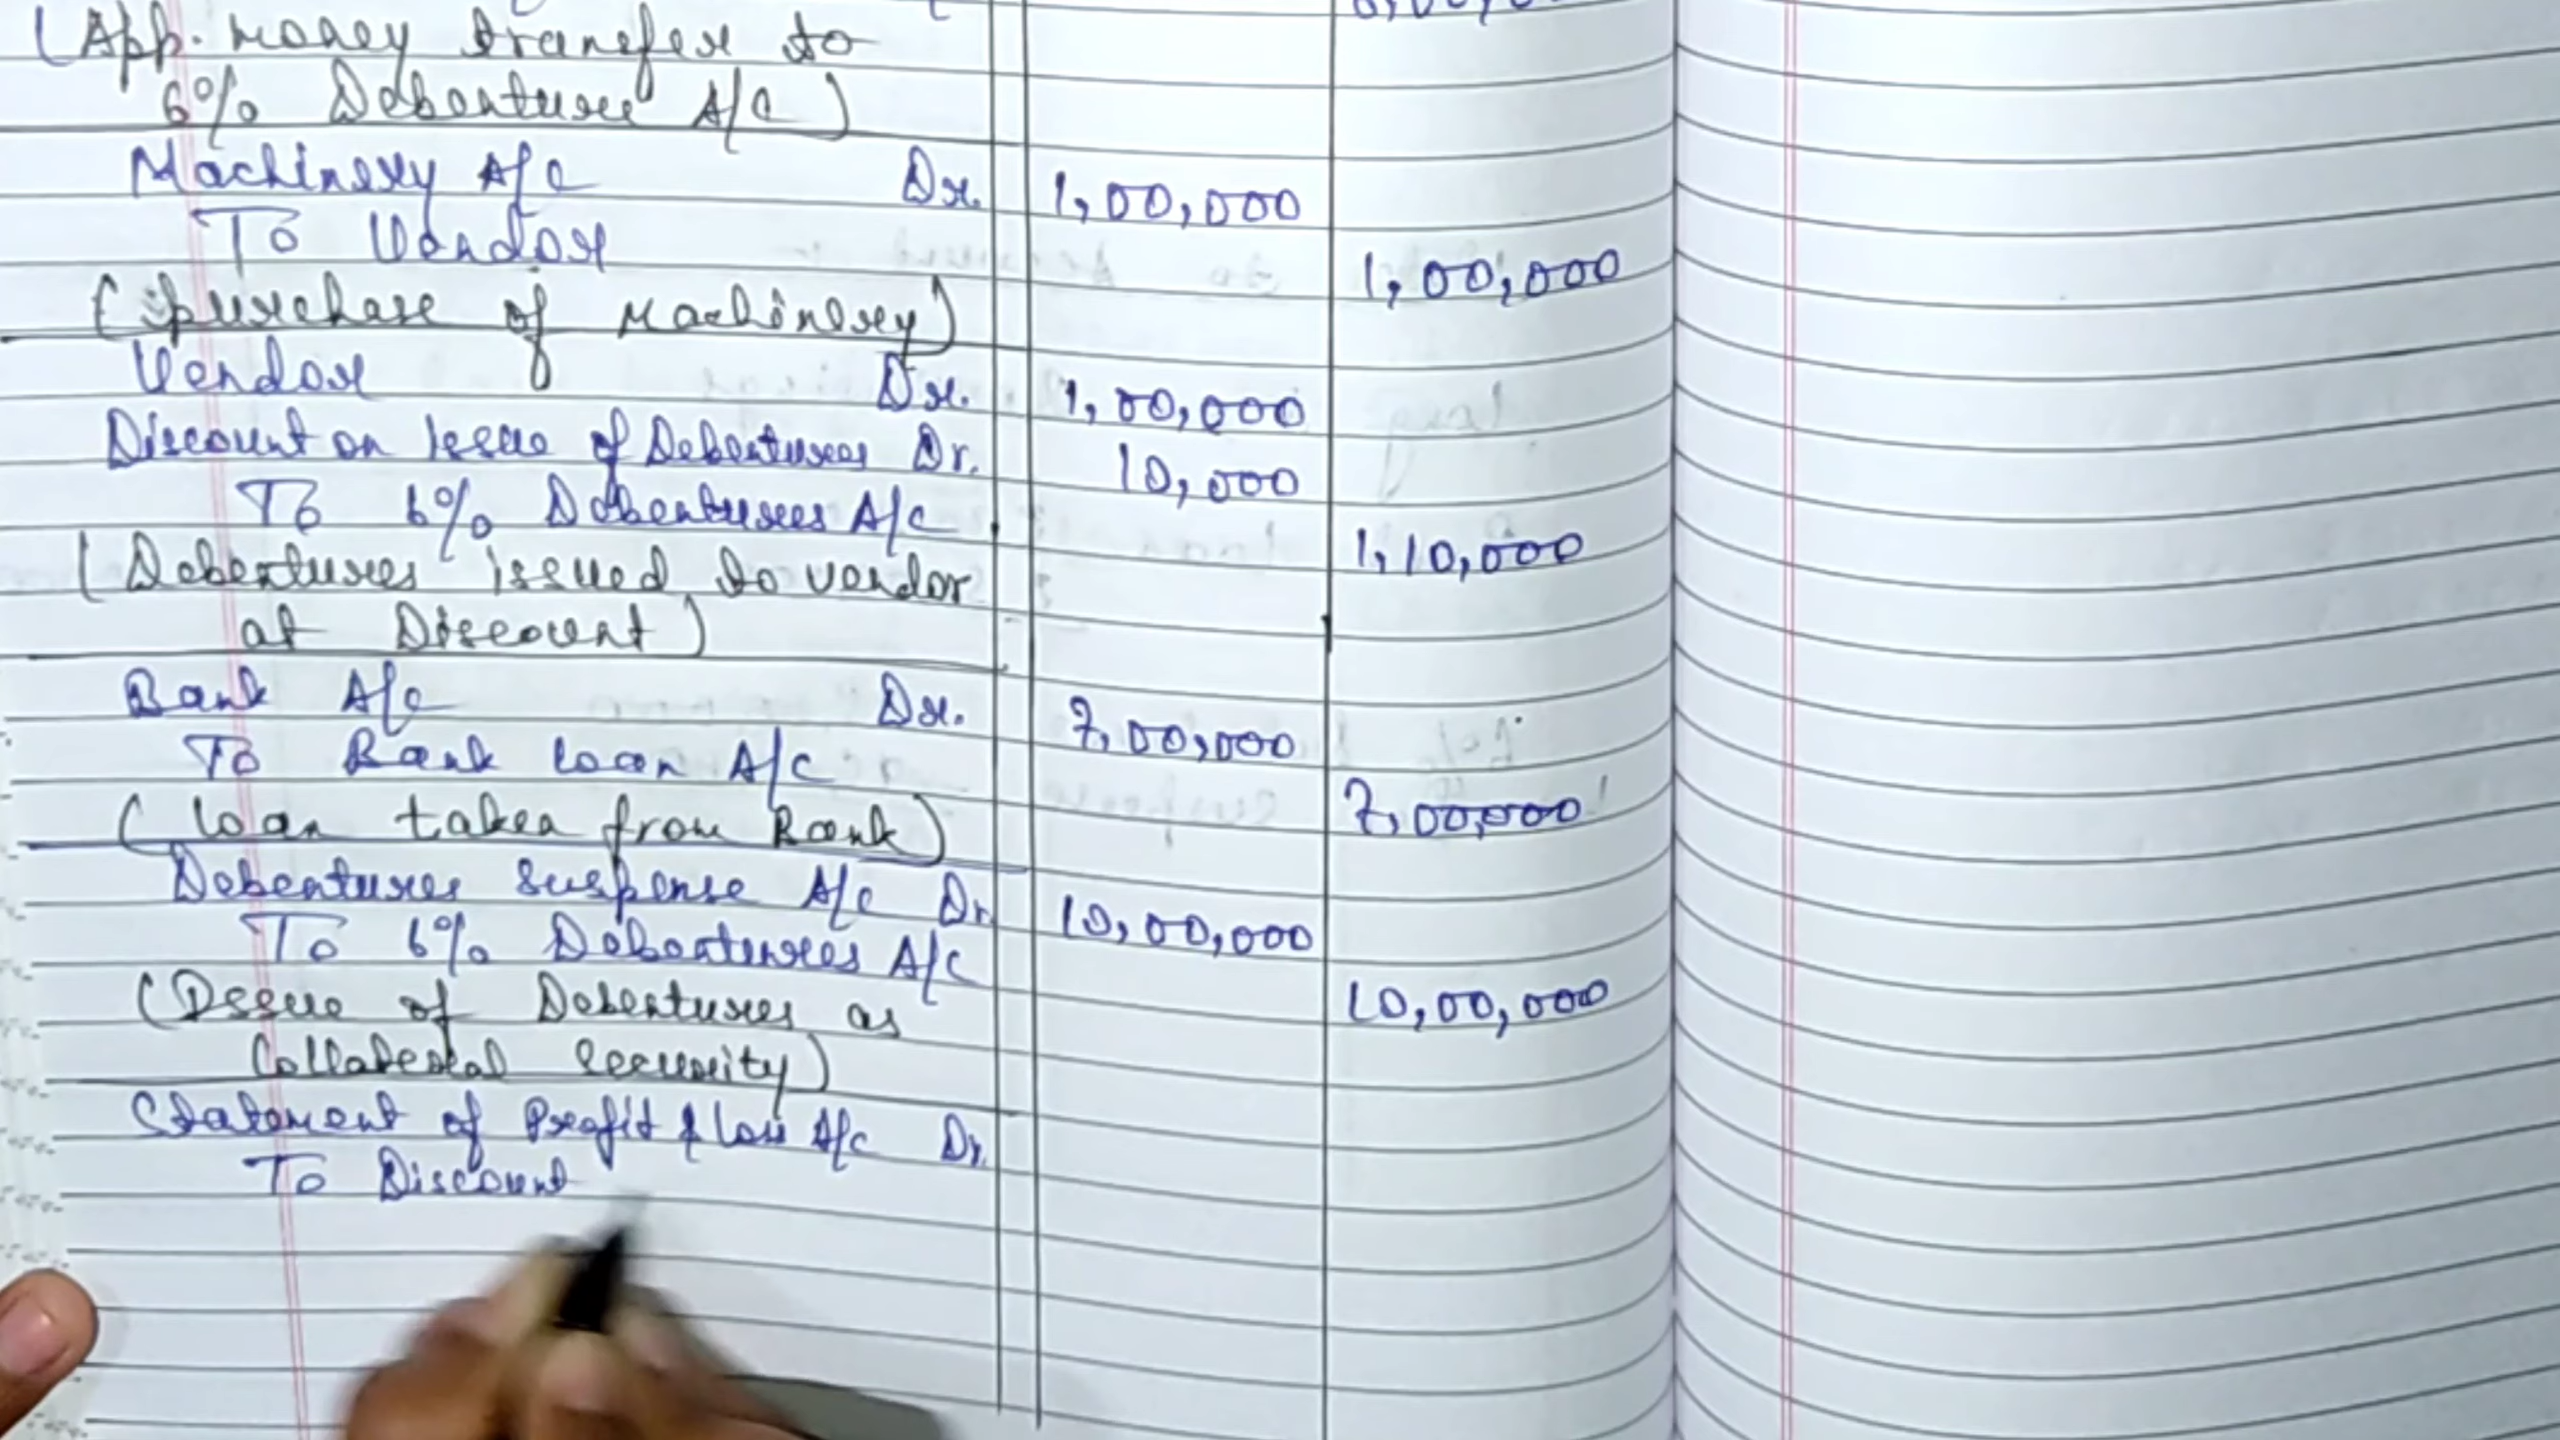 (App. money transfer to
6% Debentures A/c)
Machinery A/c Dr. 1,00,000
To Vendor 1,00,000
(purchase of Machinery)
Vendor Dr. 1,00,000
Discount on Issue of Debentures Dr. 10,000
To 6% Debentures A/c 1,10,000
(Debentures issued to vendor
at Discount)
Bank A/c Dr. 7,00,000
To Bank loan A/c 7,00,000
(loan taken from Bank)
Debentures Suspense A/c Dr 10,00,000
To 6% Debentures A/c 10,00,000
(Issue of Debentures as
Collateral security)
Statement of Profit & loss A/c Dr.
To Discount